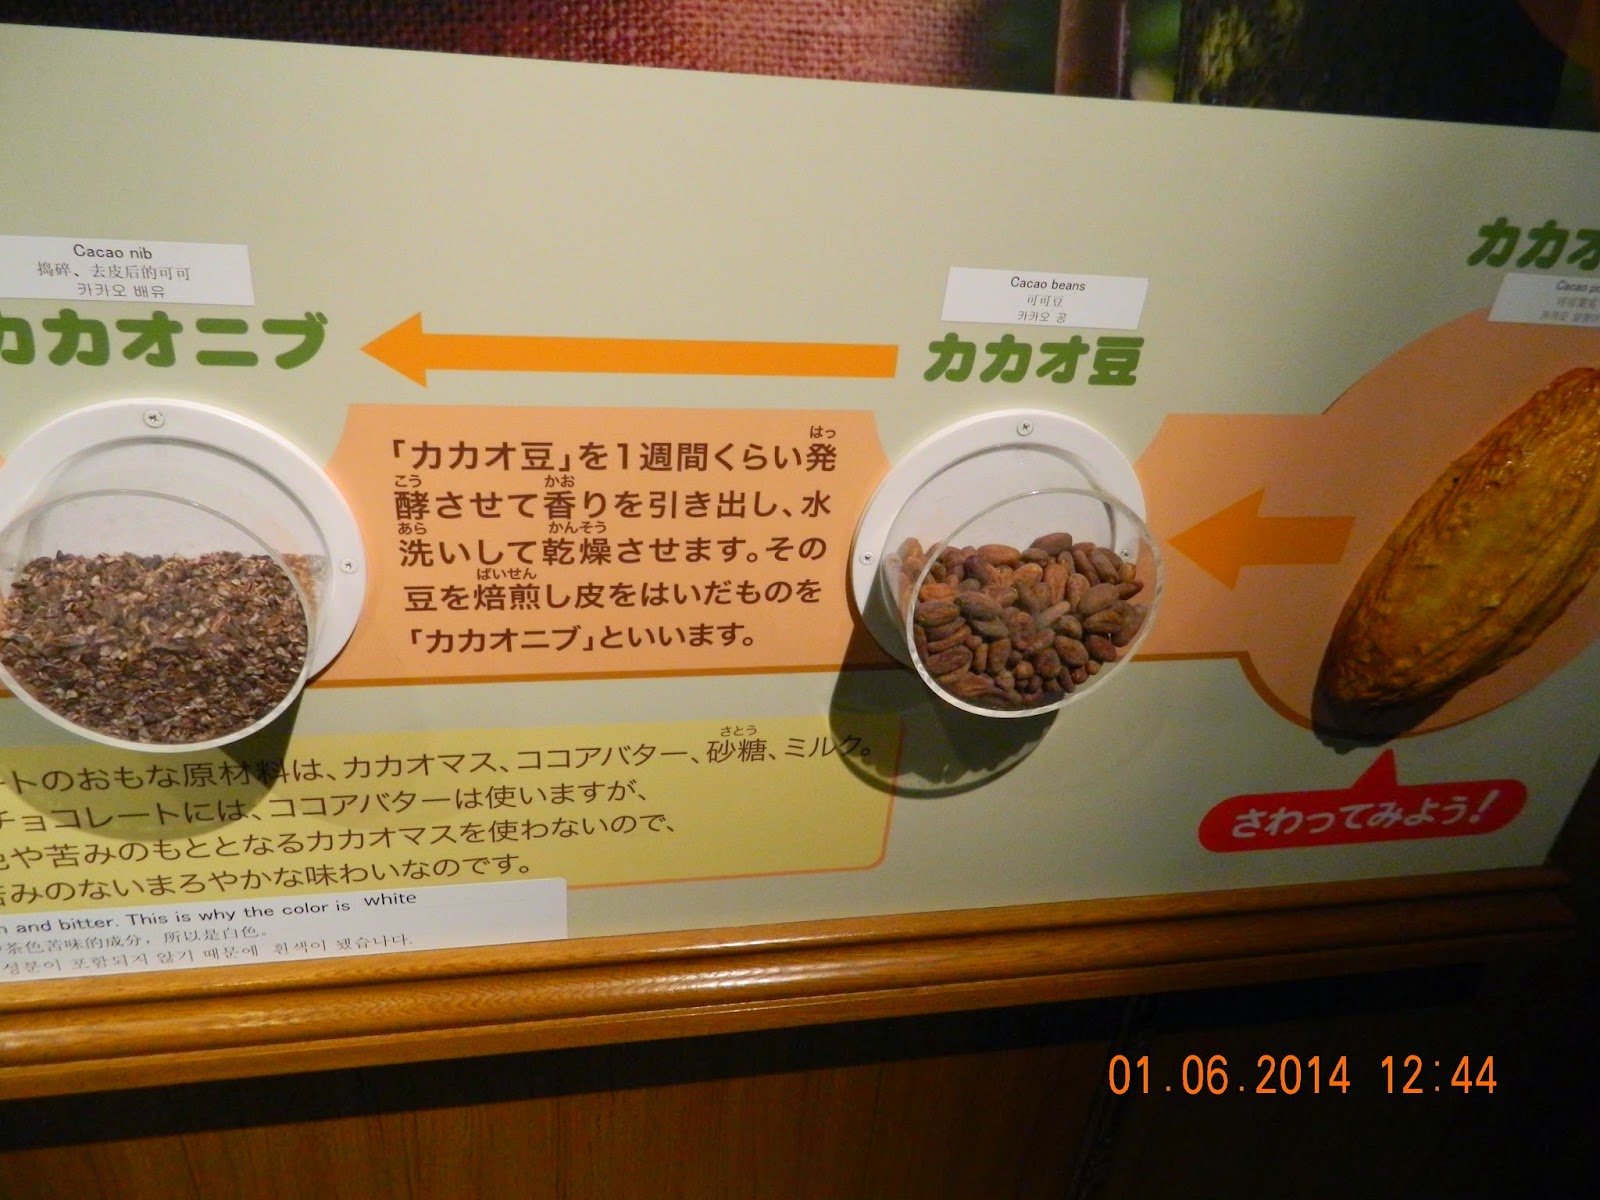 Cacao nib
捣碎、去皮后的可可
카카오 배유
カカオニブ
Cacao beans
可可豆
카카오 콩
カカオ豆
カカオ
Cacao
「カカオ豆」を1週間くらい発
はっ
酵させて香りを引き出し、水
こう かお
洗いして乾燥させます。その
あら かんそう
豆を焙煎し皮をはいだものを
ばいせん
「カカオニブ」といいます。
さわってみよう!
さとう
ートのおもな原材料は、カカオマス、ココアバター、砂糖、ミルク。
チョコレートには、ココアバターは使いますが、
や苦みのもととなるカカオマスを使わないので、
苦みのないまろやかな味わいなのです。
and bitter. This is why the color is white
茶色苦味的成分，所以是白色。
성분이 포함되지 않기 때문에 흰색이 됐습니다.
01.06.2014 12:44